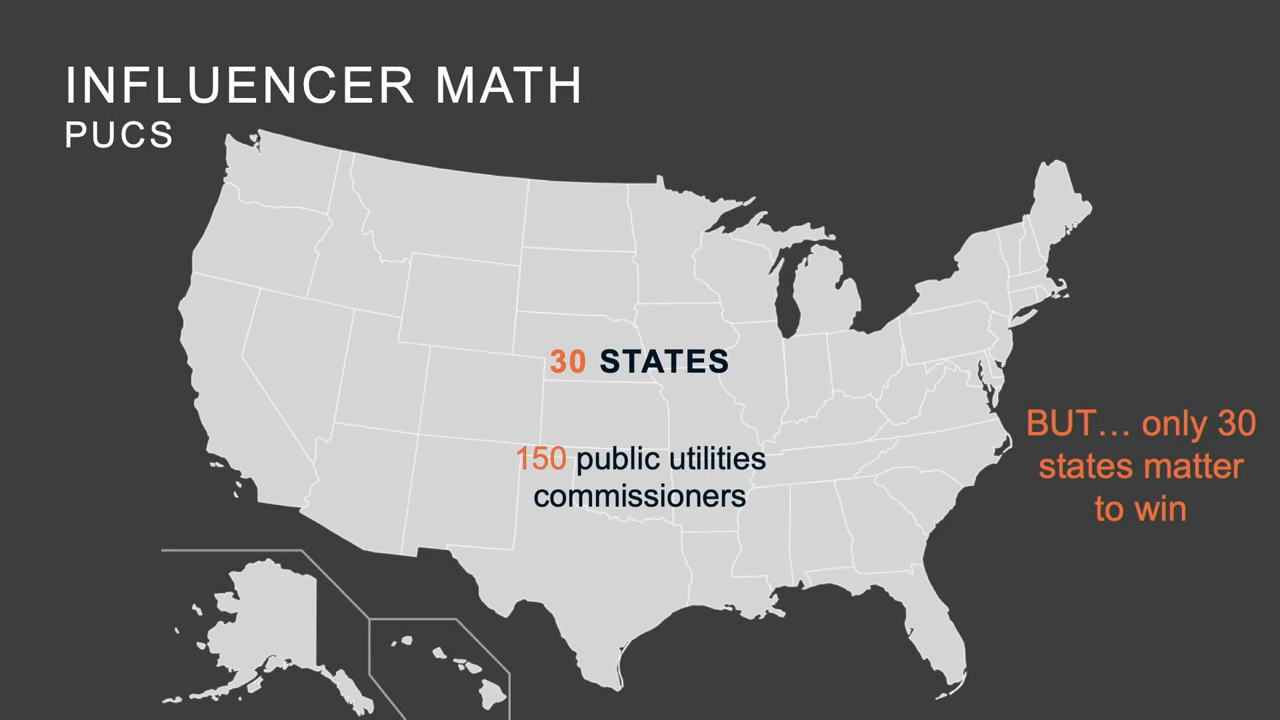 INFLUENCER MATH
PUCS
30 STATES
150 public utilities
commissioners
BUT... only 30
states matter
to win